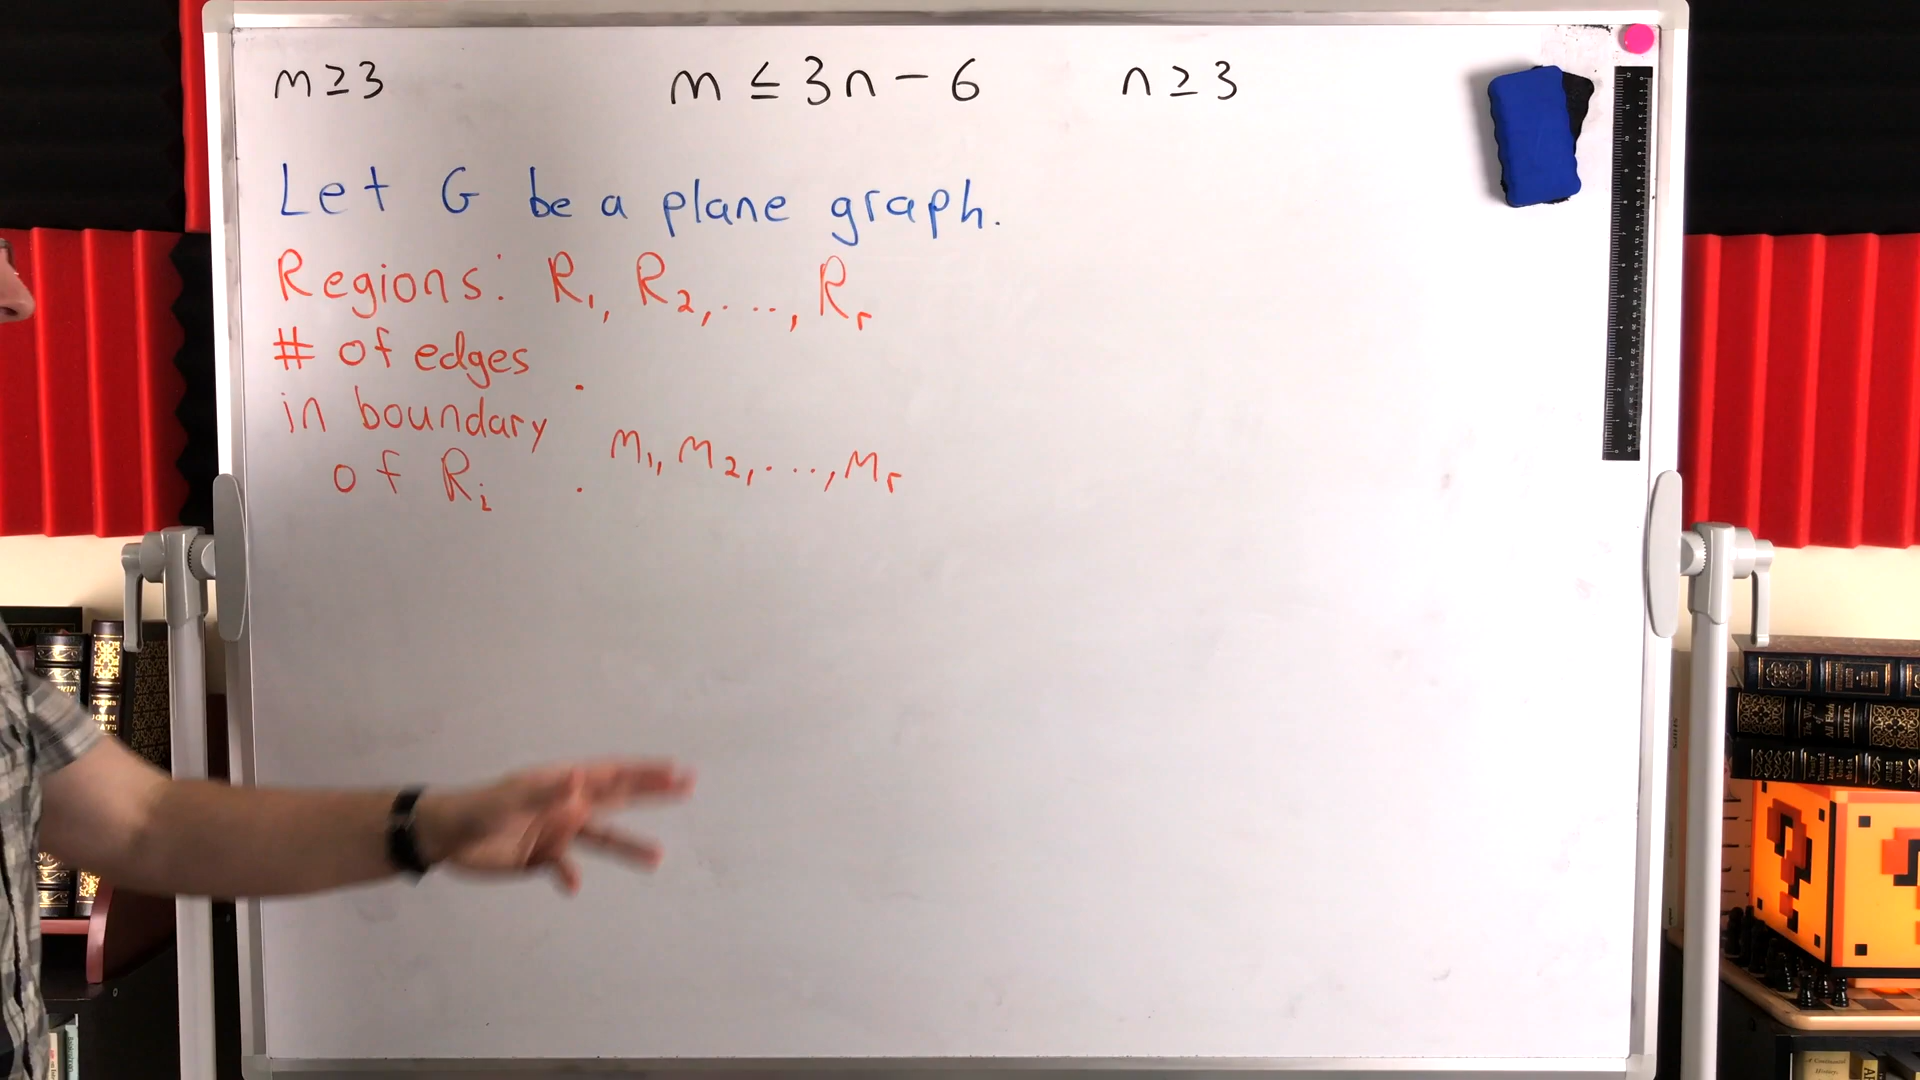 m ≥ 3 m ≤ 3n - 6 n ≥ 3
Let G be a plane graph.
Regions: R₁, R₂, ..., Rᵣ
# of edges
in boundary
of Rᵢ : m₁, m₂, ..., mᵣ